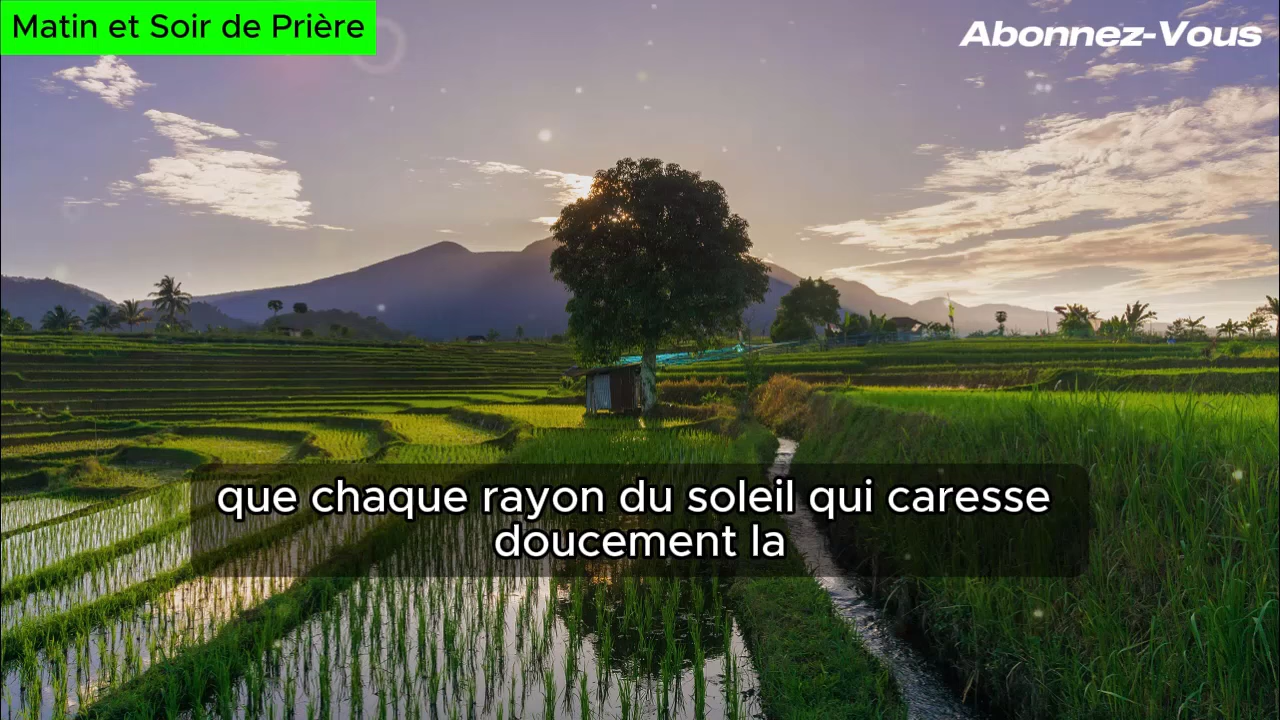 Matin et Soir de Prière
Abonnez-Vous
que chaque rayon du soleil qui caresse
doucement la